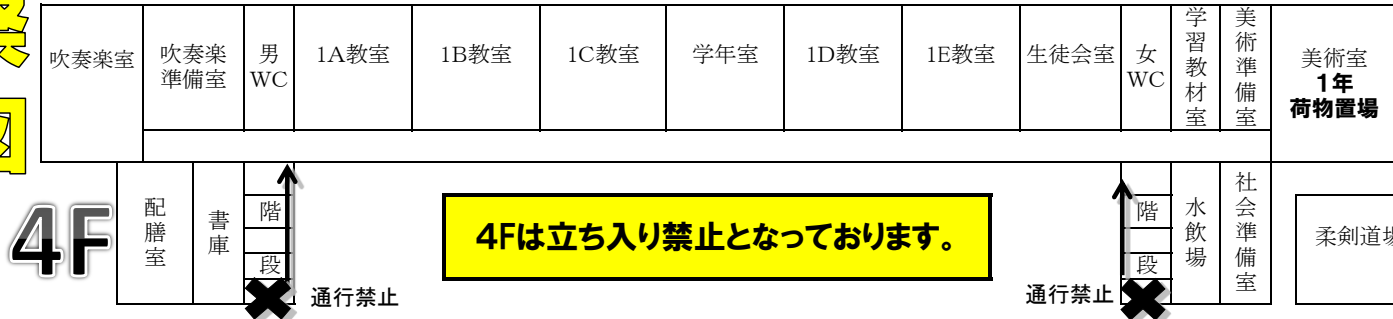 吹奏楽室
吹奏楽
準備室
男
WC
1A教室
1B教室
1C教室
学年室
1D教室
1E教室
生徒会室
女
WC
学習教材室
美術準備室
美術室
1年
荷物置場
図
4F
配膳室
書庫
階段
通行禁止
4Fは立ち入り禁止となっております。
通行禁止
階段
水飲場
社会準備室
柔剣道場